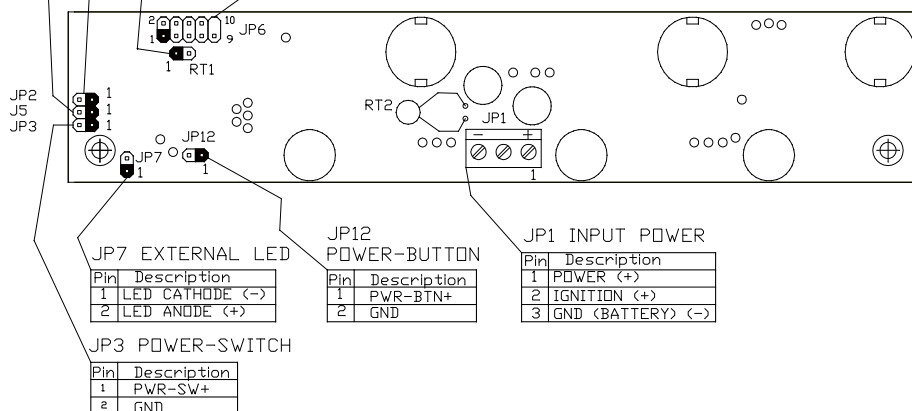 2 10 JP6
1 9
1 RT1
JP2 1
J5 1
JP3 1
RT2
JP1
- +
1
JP12
1
JP7
1
JP7 EXTERNAL LED
Pin Description
1 LED CATHODE (-)
2 LED ANODE (+)
JP12
POWER-BUTTON
Pin Description
1 PWR-BTN+
2 GND
JP1 INPUT POWER
Pin Description
1 POWER (+)
2 IGNITION (+)
3 GND (BATTERY) (-)
JP3 POWER-SWITCH
Pin Description
1 PWR-SW+
2 GND